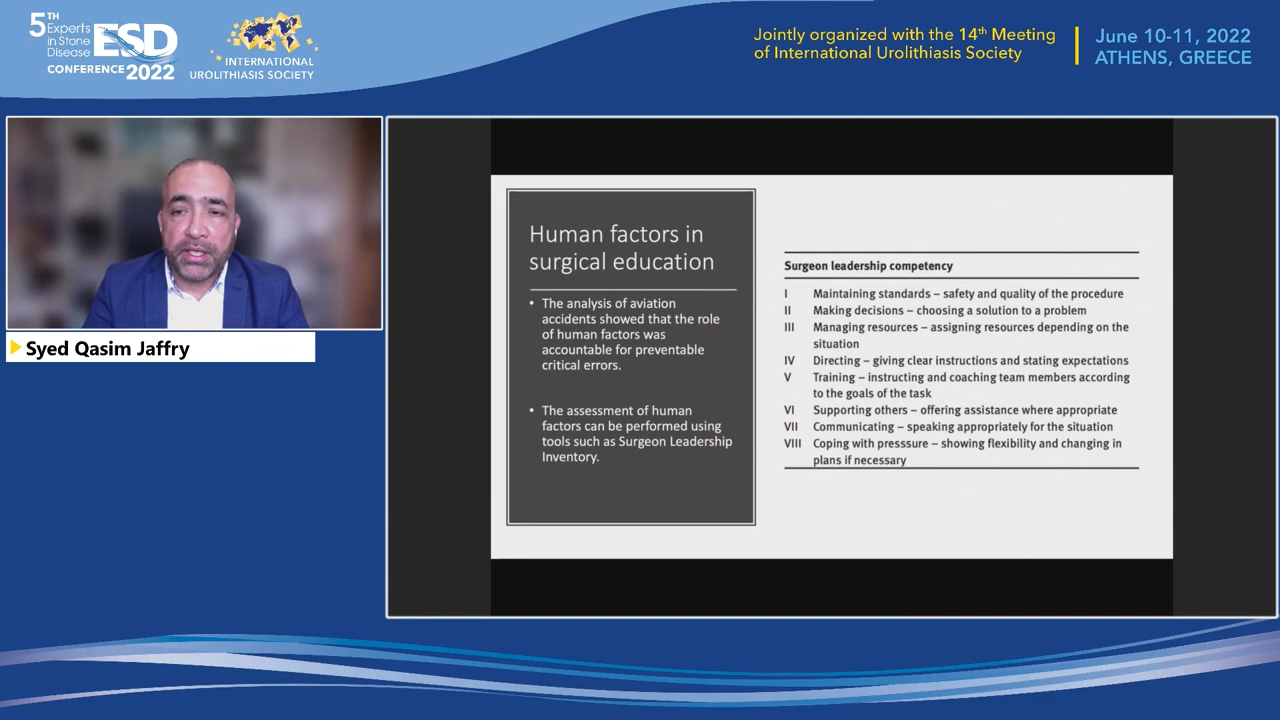 5TH
Experts
in Stone
Disease
ESD
CONFERENCE 2022
INTERNATIONAL
UROLITHIASIS SOCIETY
Jointly organized with the 14th Meeting
of International Urolithiasis Society
June 10-11, 2022
ATHENS, GREECE
Syed Qasim Jaffry
Human factors in
surgical education
• The analysis of aviation
accidents showed that the role
of human factors was
accountable for preventable
critical errors.
• The assessment of human
factors can be performed using
tools such as Surgeon Leadership
Inventory.
Surgeon leadership competency
I Maintaining standards – safety and quality of the procedure
II Making decisions – choosing a solution to a problem
III Managing resources – assigning resources depending on the
situation
IV Directing – giving clear instructions and stating expectations
V Training – instructing and coaching team members according
to the goals of the task
VI Supporting others – offering assistance where appropriate
VII Communicating – speaking appropriately for the situation
VIII Coping with presssure – showing flexibility and changing in
plans if necessary